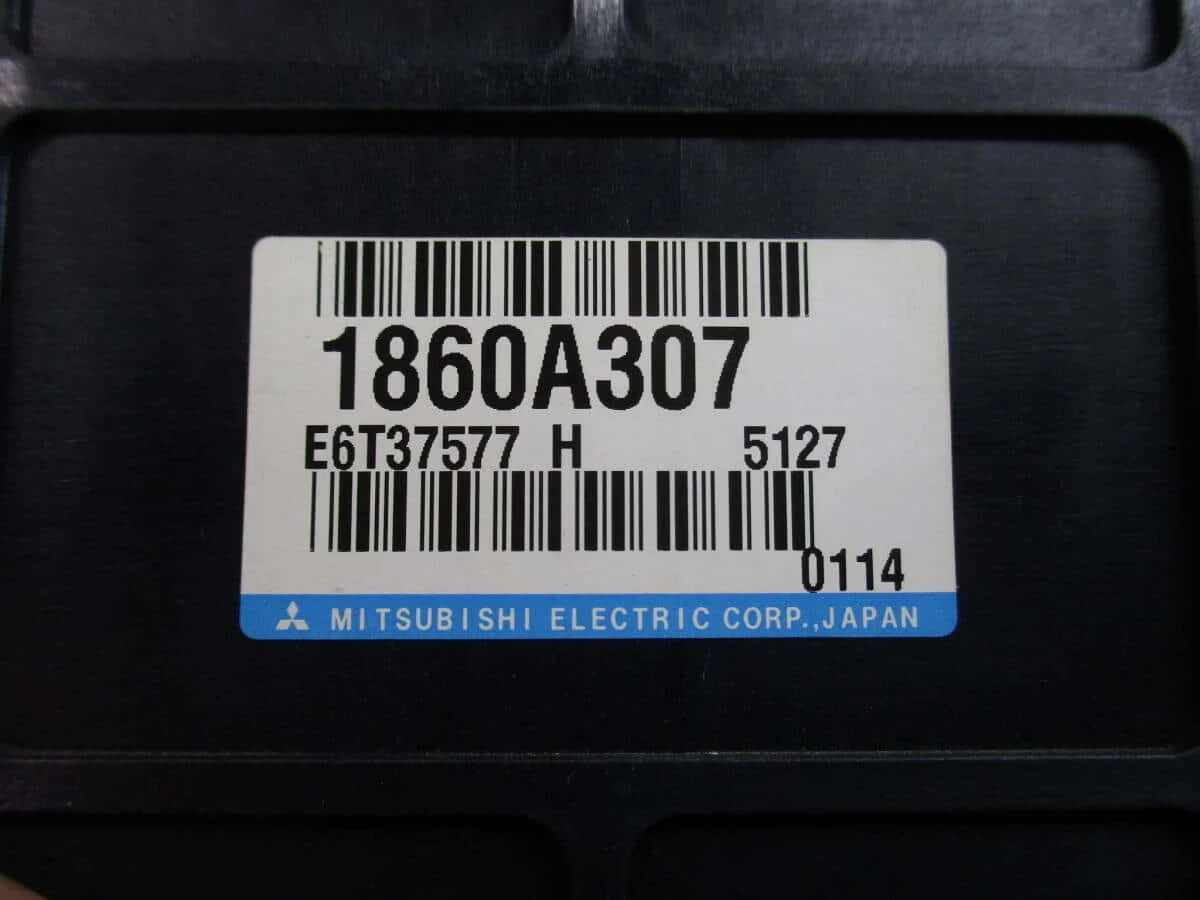 1860A307
E6T37577 H 5127
0114
MITSUBISHI ELECTRIC CORP.,JAPAN